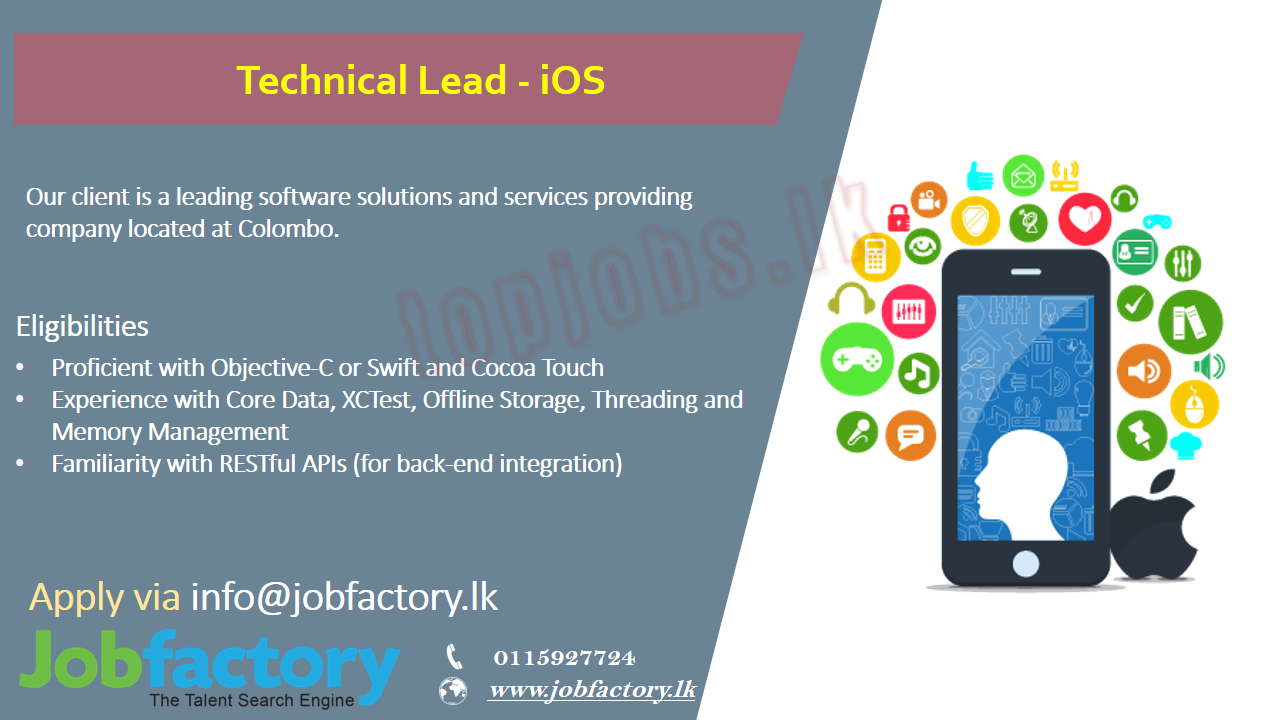 Technical Lead - iOS
Our client is a leading software solutions and services providing
company located at Colombo.
topjobs.lk
Eligibilities
• Proficient with Objective-C or Swift and Cocoa Touch
• Experience with Core Data, XCTest, Offline Storage, Threading and
Memory Management
• Familiarity with RESTful APIs (for back-end integration)
Apply via info@jobfactory.lk
Jobfactory
The Talent Search Engine
0115927724
www.jobfactory.lk